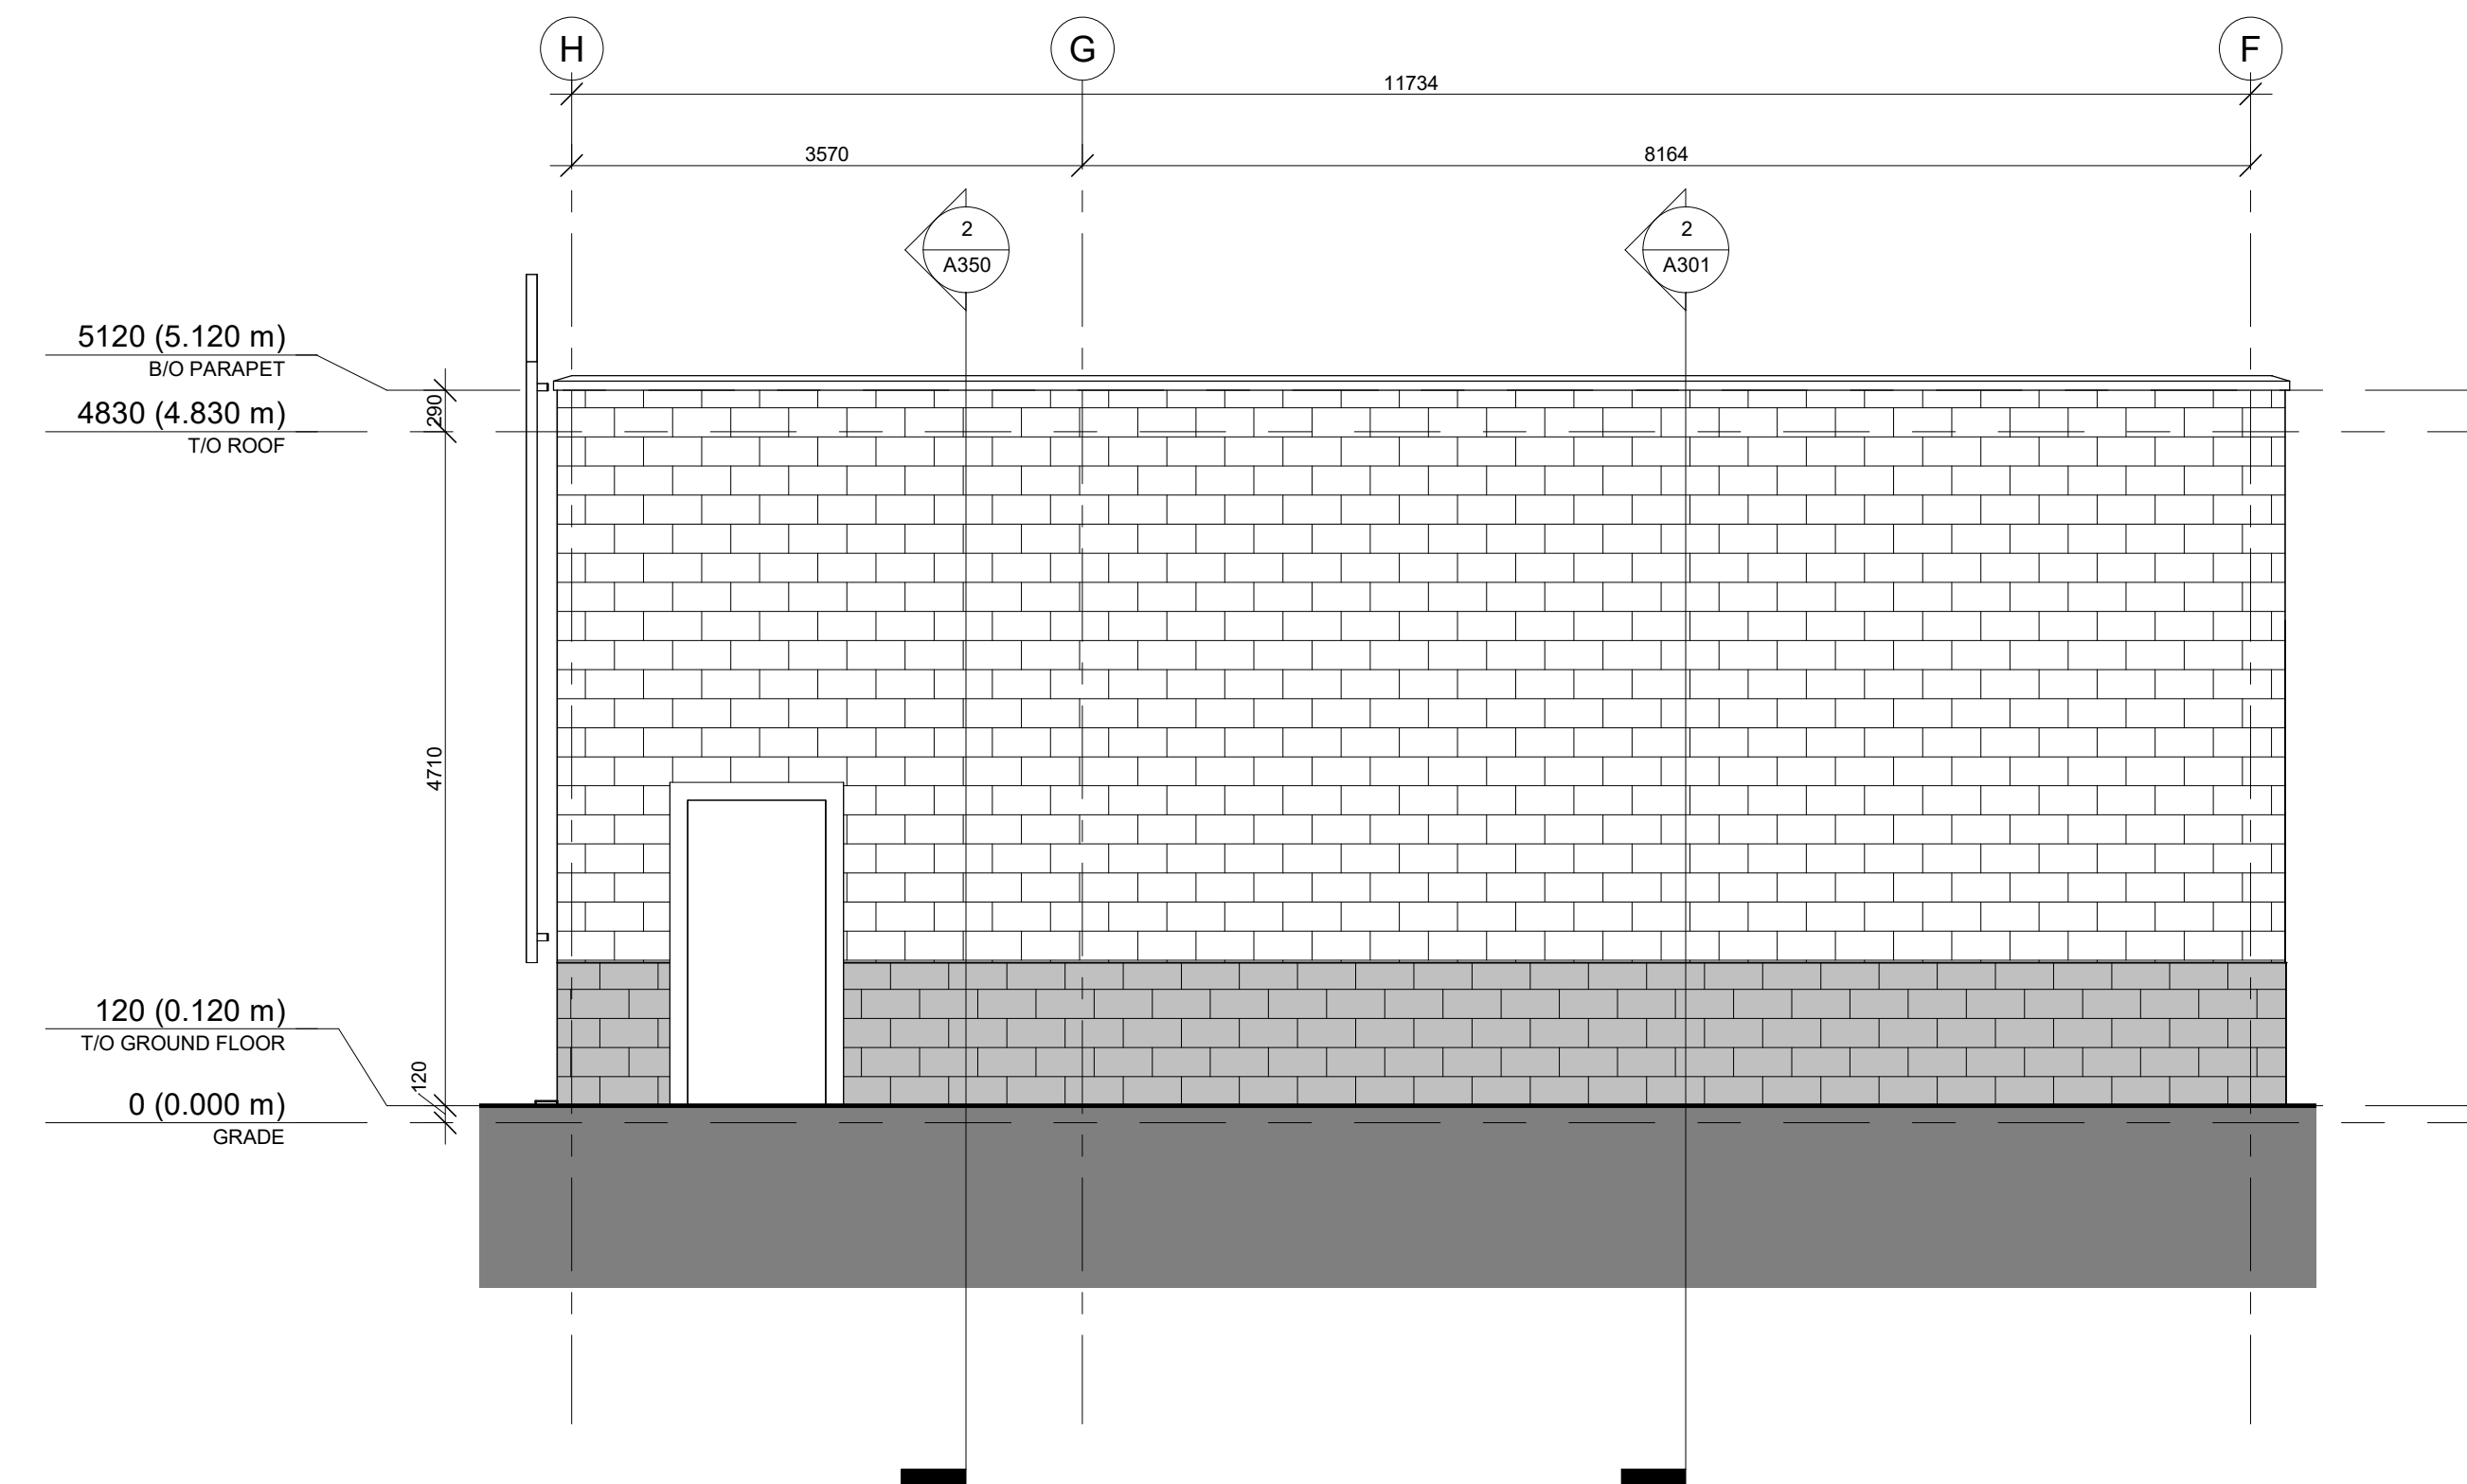 H
G
F
11734
3570
8164
2
A350
2
A301
5120 (5.120 m)
B/O PARAPET
290
4830 (4.830 m)
T/O ROOF
4710
120 (0.120 m)
T/O GROUND FLOOR
120
0 (0.000 m)
GRADE